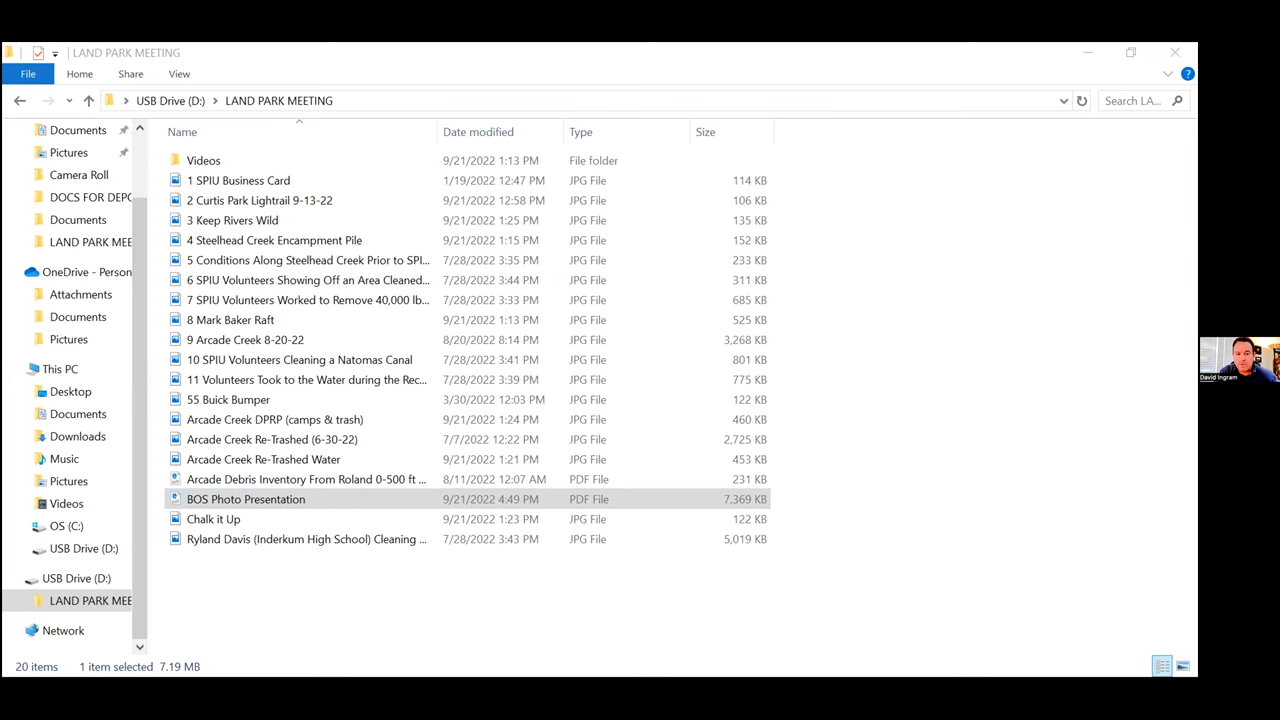 LAND PARK MEETING
File Home Share View
USB Drive (D:) LAND PARK MEETING Search LA...
Name Date modified Type Size
Documents
Pictures
Camera Roll
DOCS FOR DEPO
Documents
LAND PARK MEE
OneDrive - Person
Attachments
Documents
Pictures
This PC
Desktop
Documents
Downloads
Music
Pictures
Videos
OS (C:)
USB Drive (D:)
USB Drive (D:)
LAND PARK MEE
Network
Videos 9/21/2022 1:13 PM File folder
1 SPIU Business Card 1/19/2022 12:47 PM JPG File 114 KB
2 Curtis Park Lightrail 9-13-22 9/21/2022 12:58 PM JPG File 106 KB
3 Keep Rivers Wild 9/21/2022 1:25 PM JPG File 135 KB
4 Steelhead Creek Encampment Pile 9/21/2022 1:15 PM JPG File 152 KB
5 Conditions Along Steelhead Creek Prior to SPI... 7/28/2022 3:35 PM JPG File 233 KB
6 SPIU Volunteers Showing Off an Area Cleaned... 7/28/2022 3:44 PM JPG File 311 KB
7 SPIU Volunteers Worked to Remove 40,000 lb... 7/28/2022 3:33 PM JPG File 685 KB
8 Mark Baker Raft 9/21/2022 1:13 PM JPG File 525 KB
9 Arcade Creek 8-20-22 8/20/2022 8:14 PM JPG File 3,268 KB
10 SPIU Volunteers Cleaning a Natomas Canal 7/28/2022 3:41 PM JPG File 801 KB
11 Volunteers Took to the Water during the Rec... 7/28/2022 3:39 PM JPG File 775 KB
55 Buick Bumper 3/30/2022 12:03 PM JPG File 122 KB
Arcade Creek DPRP (camps & trash) 9/21/2022 1:24 PM JPG File 460 KB
Arcade Creek Re-Trashed (6-30-22) 7/7/2022 12:22 PM JPG File 2,725 KB
Arcade Creek Re-Trashed Water 9/21/2022 1:21 PM JPG File 453 KB
Arcade Debris Inventory From Roland 0-500 ft ... 8/11/2022 12:07 AM PDF File 231 KB
BOS Photo Presentation 9/21/2022 4:49 PM PDF File 7,369 KB
Chalk it Up 9/21/2022 1:23 PM JPG File 122 KB
Ryland Davis (Inderkum High School) Cleaning ... 7/28/2022 3:43 PM JPG File 5,019 KB
20 items 1 item selected 7.19 MB
David Ingram